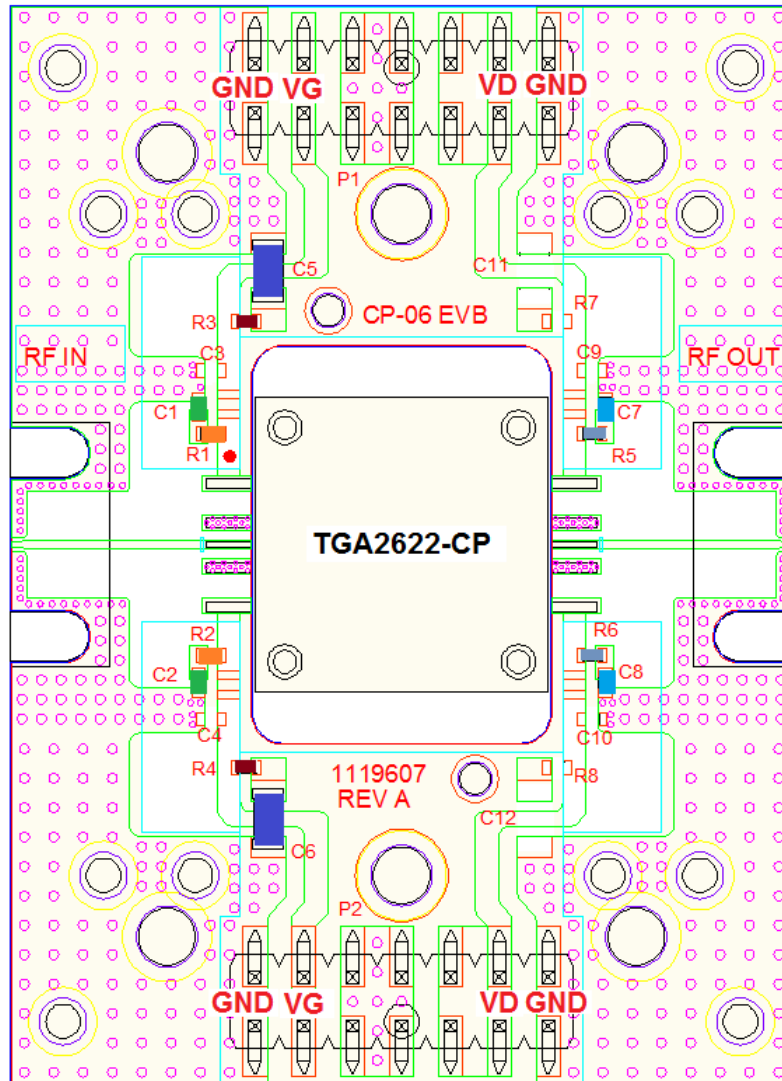 GND VG VD GND
P1
C5 C11
R3 CP-06 EVB R7
RF IN C3 C9 RF OUT
C1 C7
R1 R5
TGA2622-CP
R2 R6
C2 C8
C4 C10
R4 1119607 R8
REV A C12
C6
P2
GND VG VD GND